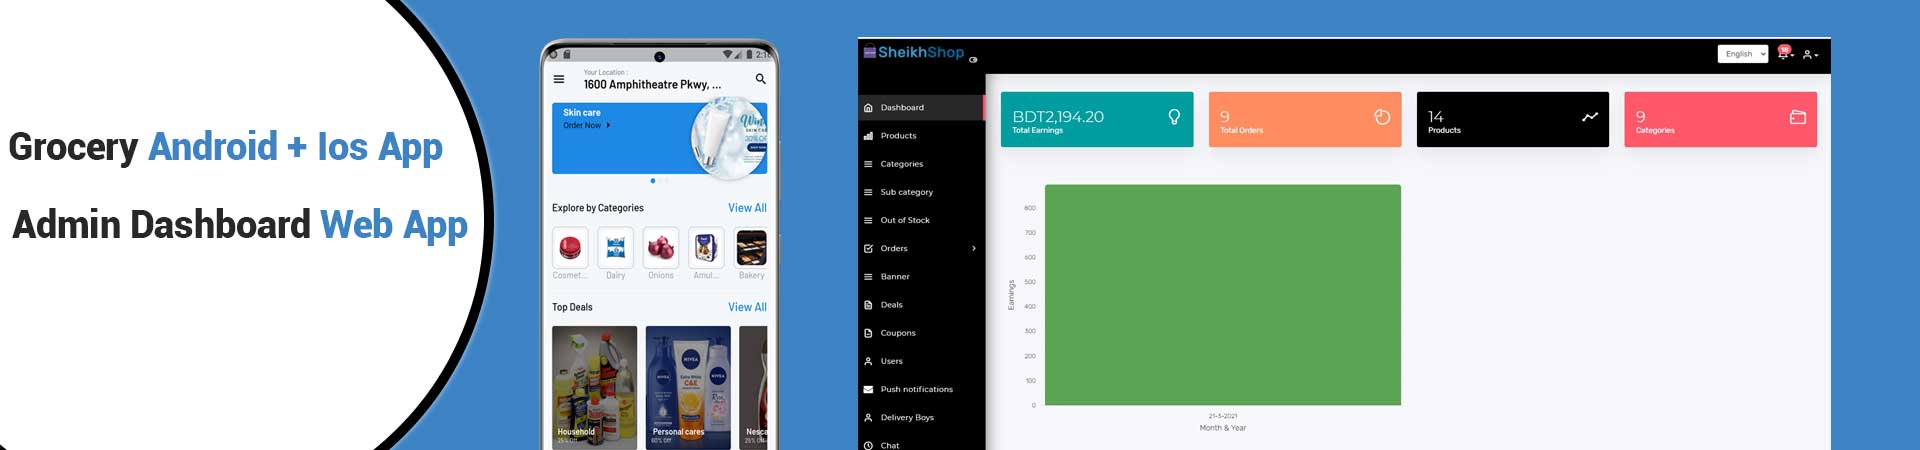 Grocery Android + Ios App
Admin Dashboard Web App
Your Location :
1600 Amphitheatre Pkwy, ...
Skin care
Order Now
Explore by Categories
View All
Cosmet...
Dairy
Onions
Amul...
Bakery
Top Deals
View All
NIVEA
NIVEA
NIVEA
C&E
Household
25% Off
Personal cares
60% Off
Nesca
25% Off
SheikhShop
English
Dashboard
Products
Categories
Sub category
Out of Stock
Orders
Banner
Deals
Coupons
Users
Push notifications
Delivery Boys
Chat
BDT2,194.20
Total Earnings
9
Total Orders
14
Products
9
Categories
800
700
600
500
400
300
200
100
0
Earnings
21-3-2021
Month & Year